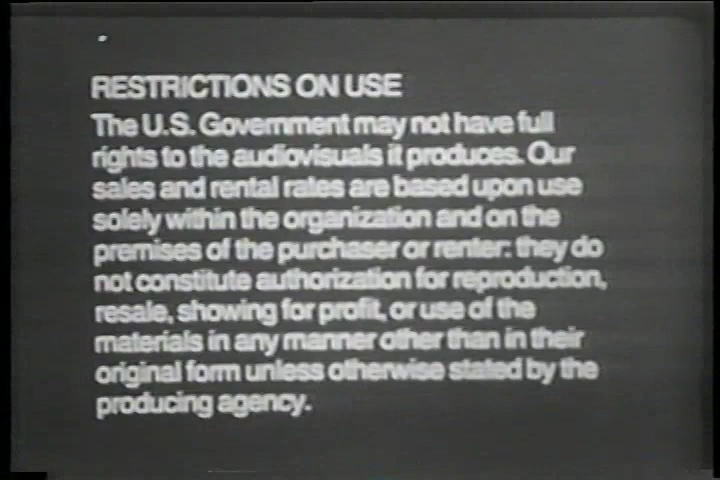 RESTRICTIONS ON USE
The U.S. Government may not have full
rights to the audiovisuals it produces. Our
sales and rental rates are based upon use
solely within the organization and on the
premises of the purchaser or renter: they do
not constitute authorization for reproduction,
resale, showing for profit, or use of the
materials in any manner other than in their
original form unless otherwise stated by the
producing agency.